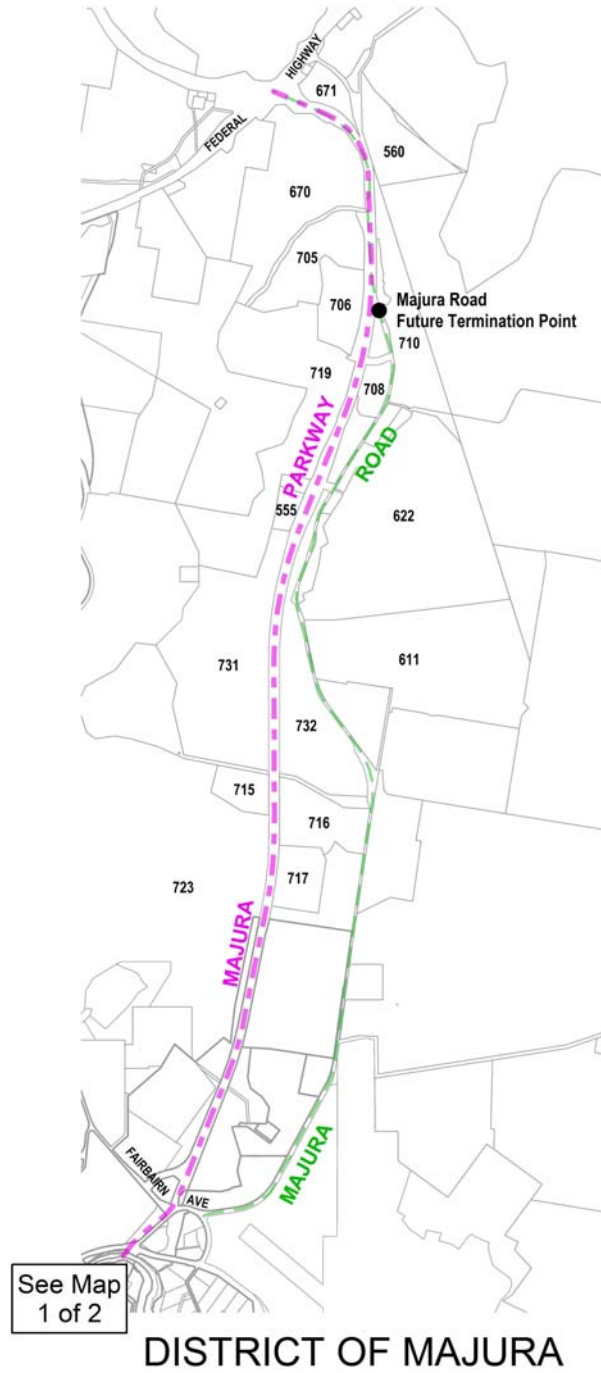 HIGHWAY
671
FEDERAL
560
670
705
706
Majura Road
Future Termination Point
710
719
708
PARKWAY
ROAD
555
622
731
611
732
715
716
717
723
MAJURA
MAJURA
FAIRBAIRN
AVE
See Map
1 of 2
DISTRICT OF MAJURA